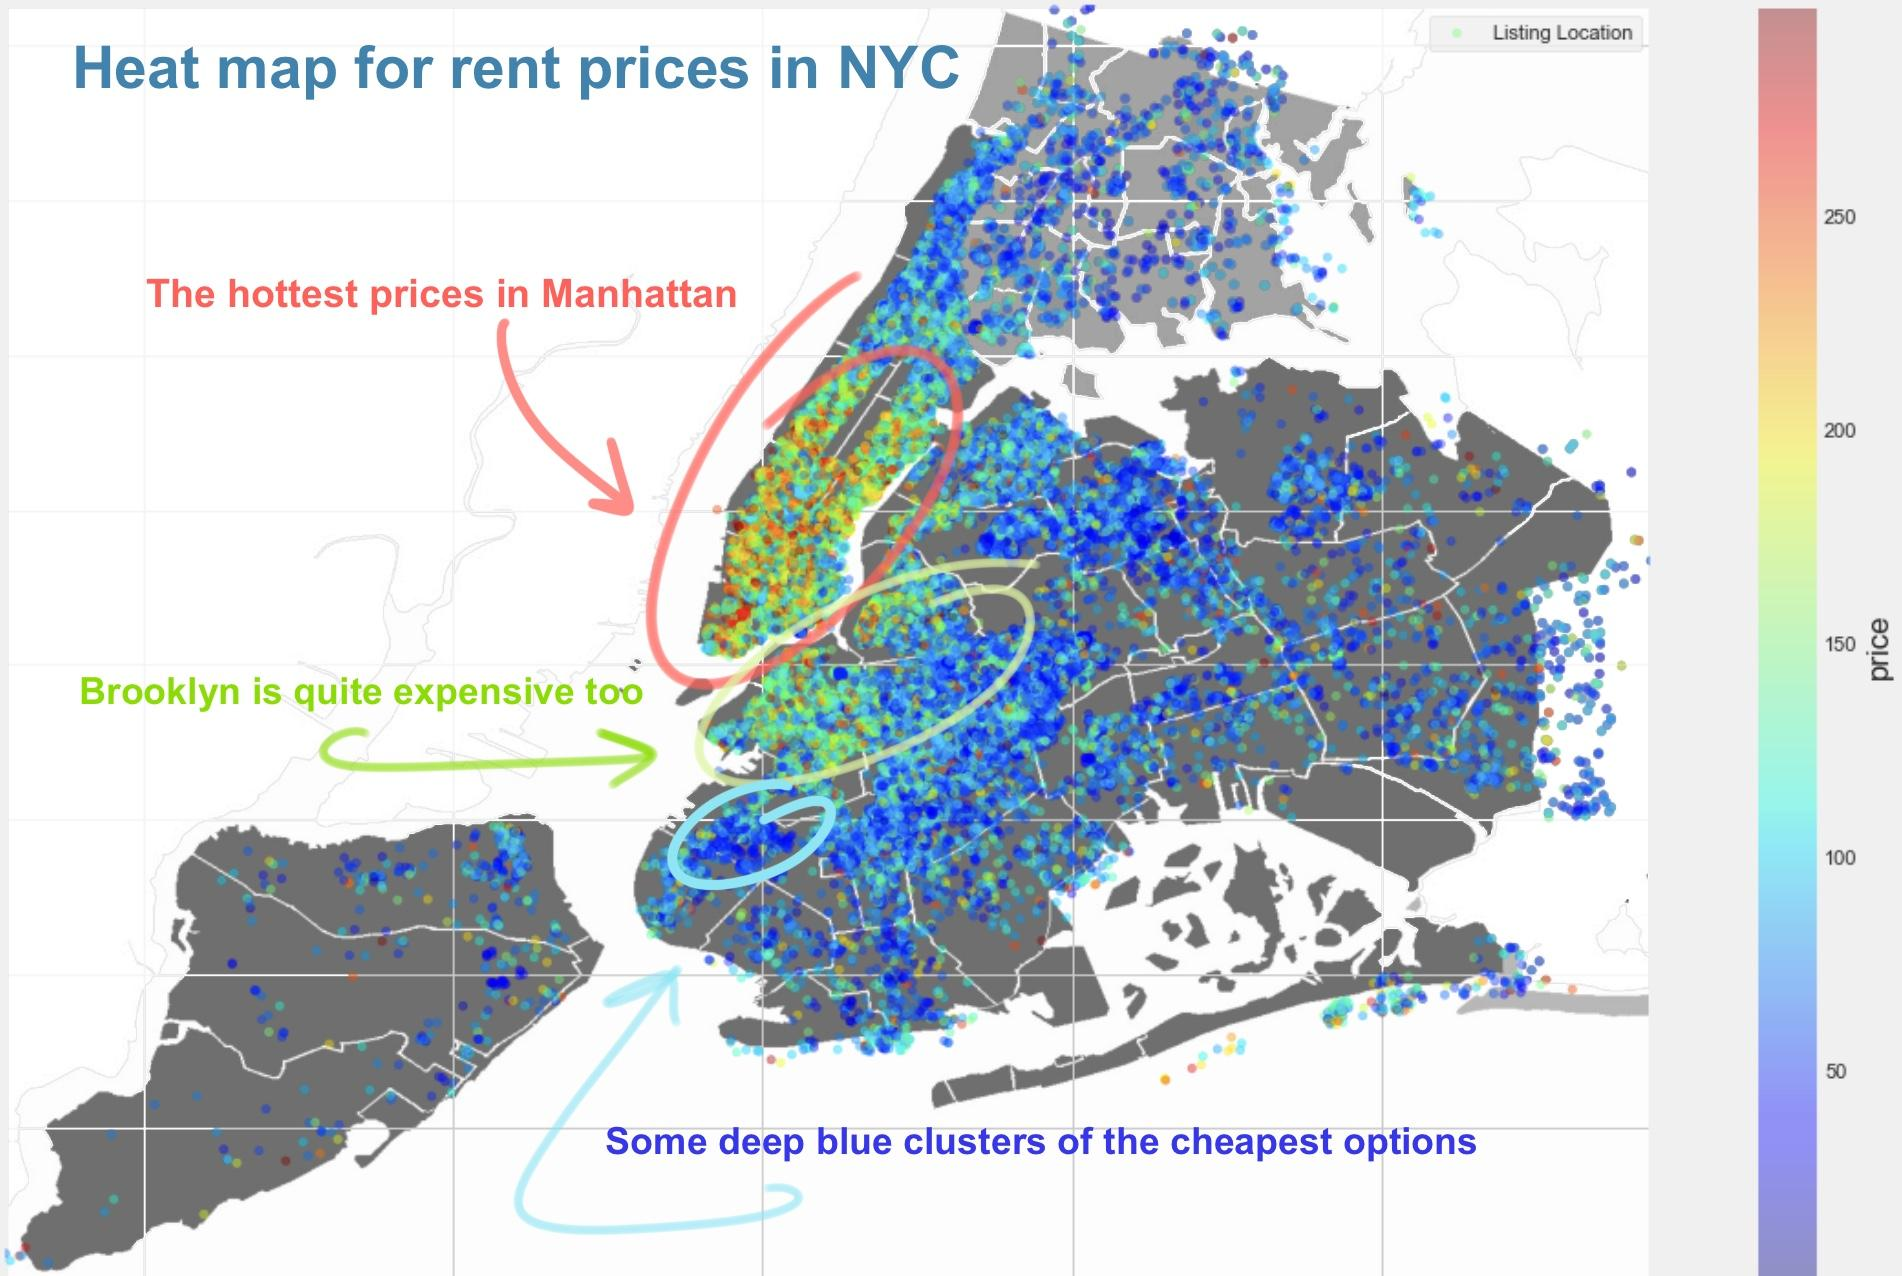 Heat map for rent prices in NYC
Listing Location
The hottest prices in Manhattan
Brooklyn is quite expensive too
Some deep blue clusters of the cheapest options
250
200
150
100
50
price